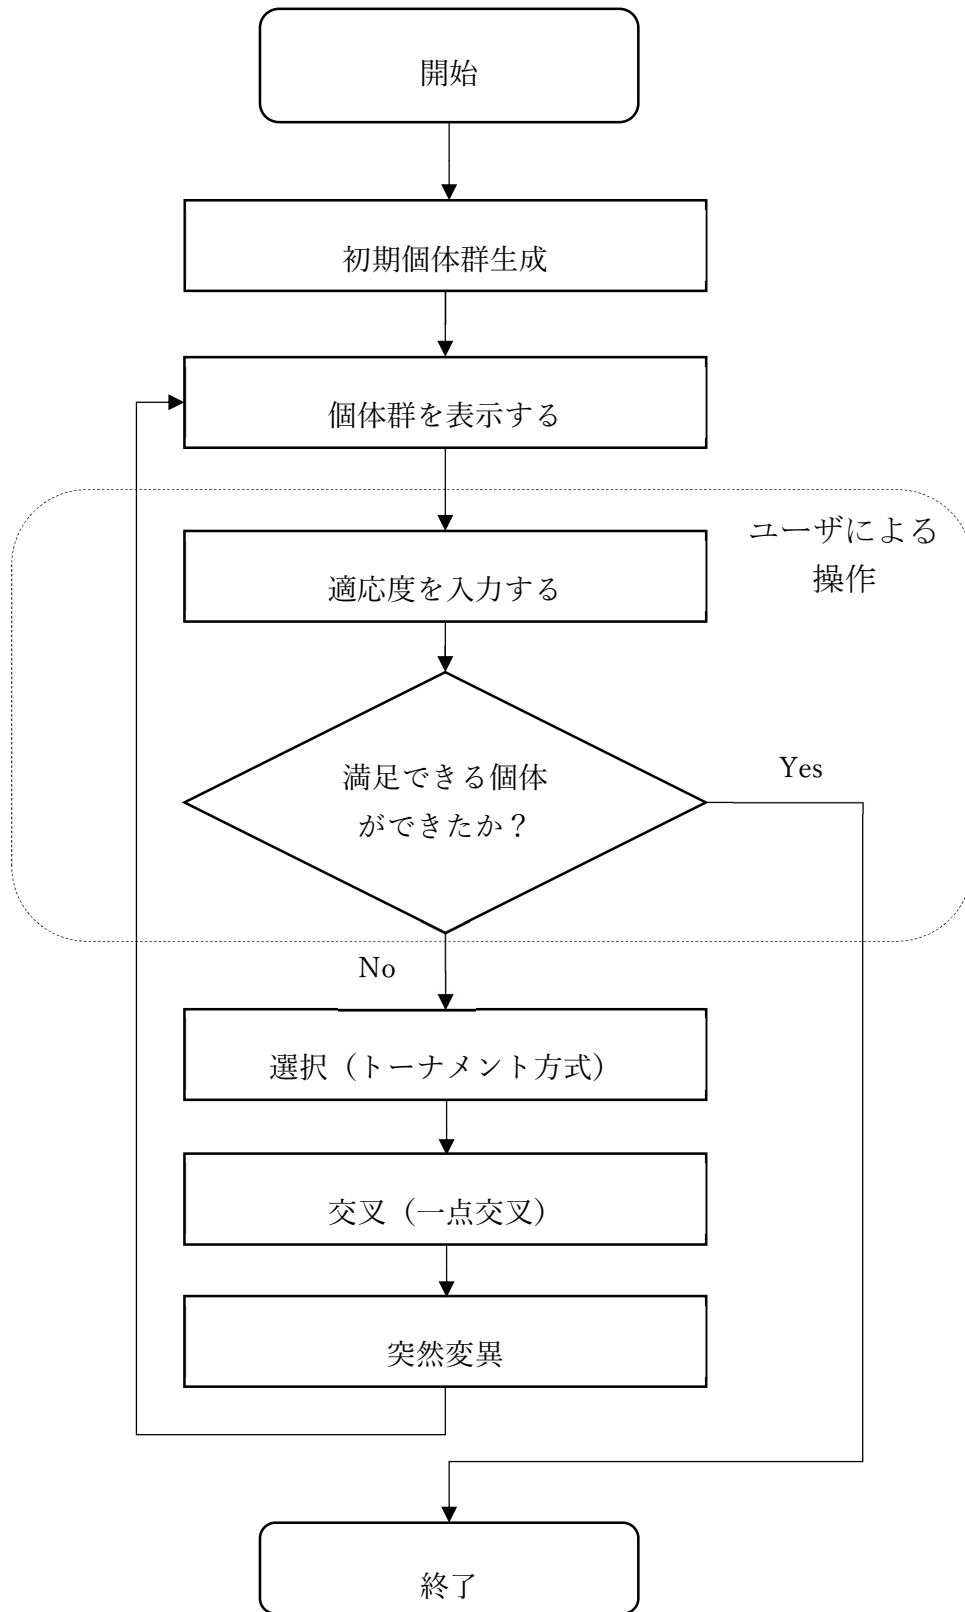 開始
初期個体群生成
個体群を表示する
ユーザによる
操作
適応度を入力する
満足できる個体
ができたか？
Yes
No
選択（トーナメント方式）
交叉（一点交叉）
突然変異
終了